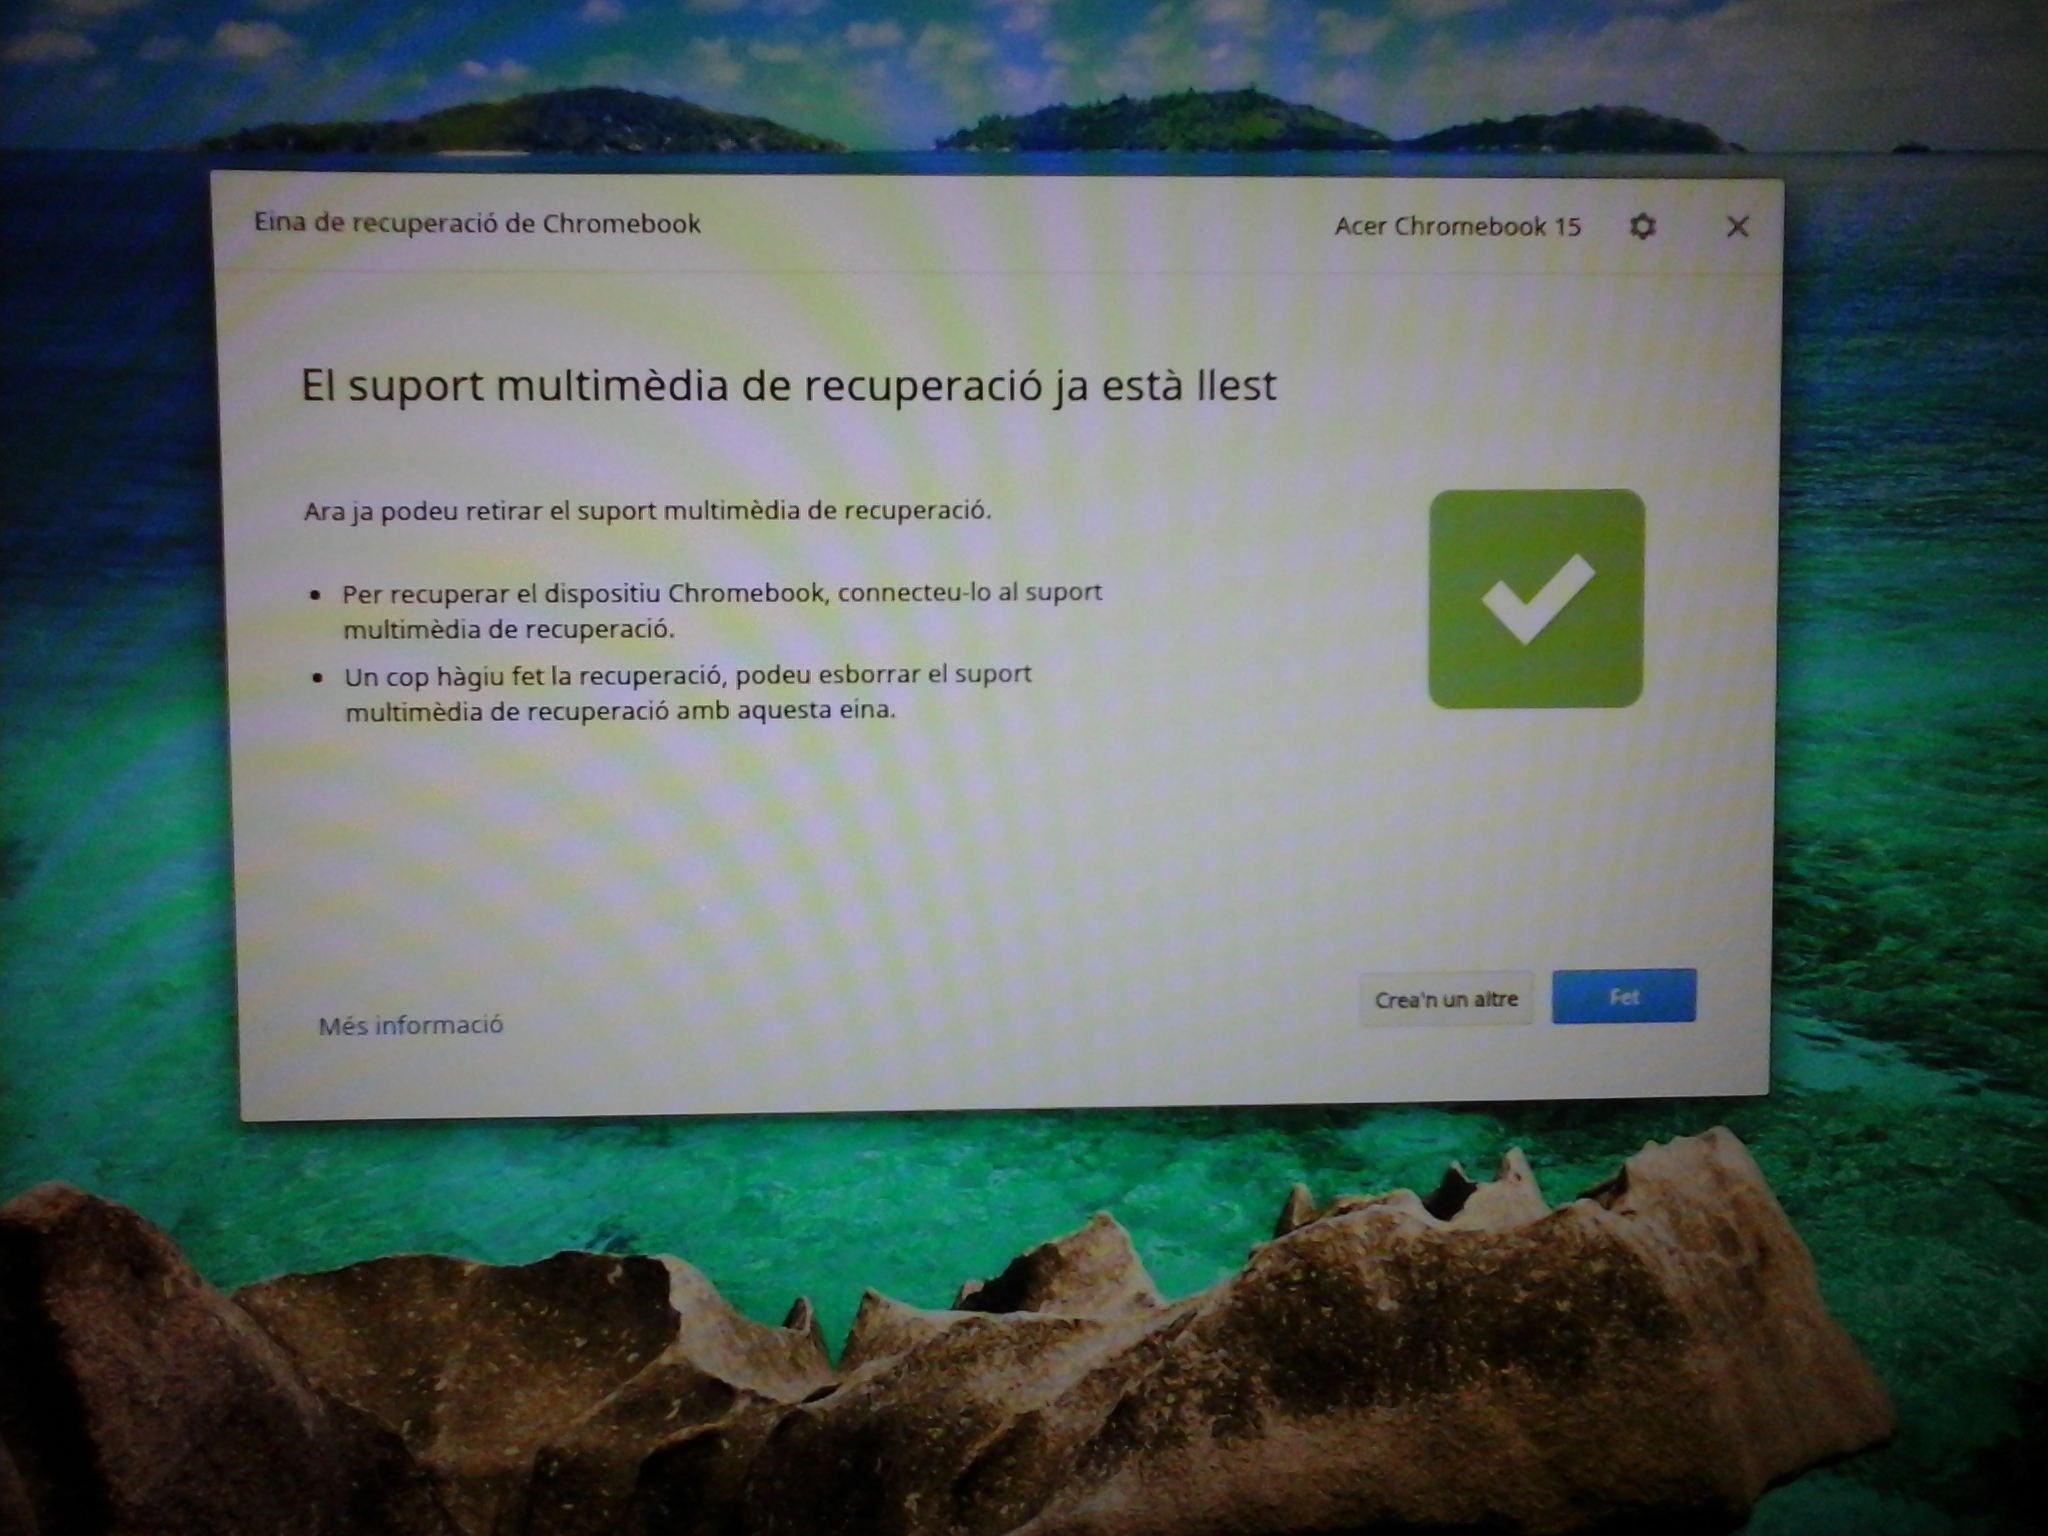 Eina de recuperació de Chromebook
Acer Chromebook 15
El suport multimèdia de recuperació ja està llest
Ara ja podeu retirar el suport multimèdia de recuperació.
• Per recuperar el dispositiu Chromebook, connecteu-lo al suport
multimèdia de recuperació.
• Un cop hàgiu fet la recuperació, podeu esborrar el suport
multimèdia de recuperació amb aquesta eina.
Més informació
Crea'n un altre
Fet